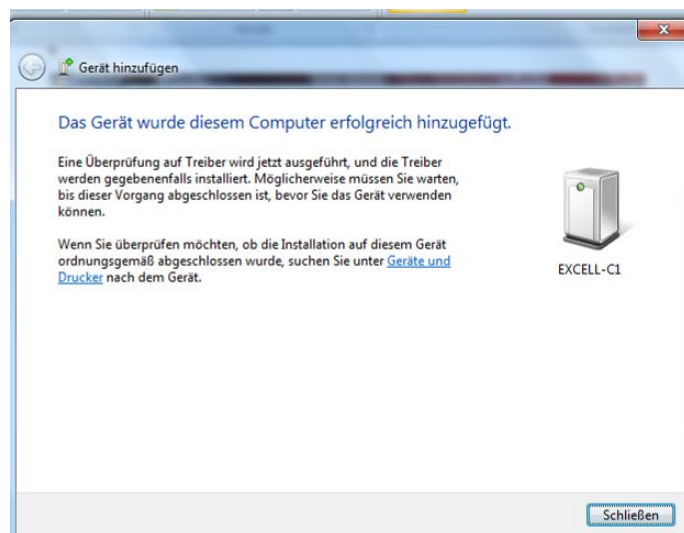 Gerät hinzufügen
Das Gerät wurde diesem Computer erfolgreich hinzugefügt.
Eine Überprüfung auf Treiber wird jetzt ausgeführt, und die Treiber
werden gegebenenfalls installiert. Möglicherweise müssen Sie warten,
bis dieser Vorgang abgeschlossen ist, bevor Sie das Gerät verwenden
können.
Wenn Sie überprüfen möchten, ob die Installation auf diesem Gerät
ordnungsgemäß abgeschlossen wurde, suchen Sie unter Geräte und
Drucker nach dem Gerät.
EXCELL-C1
Schließen